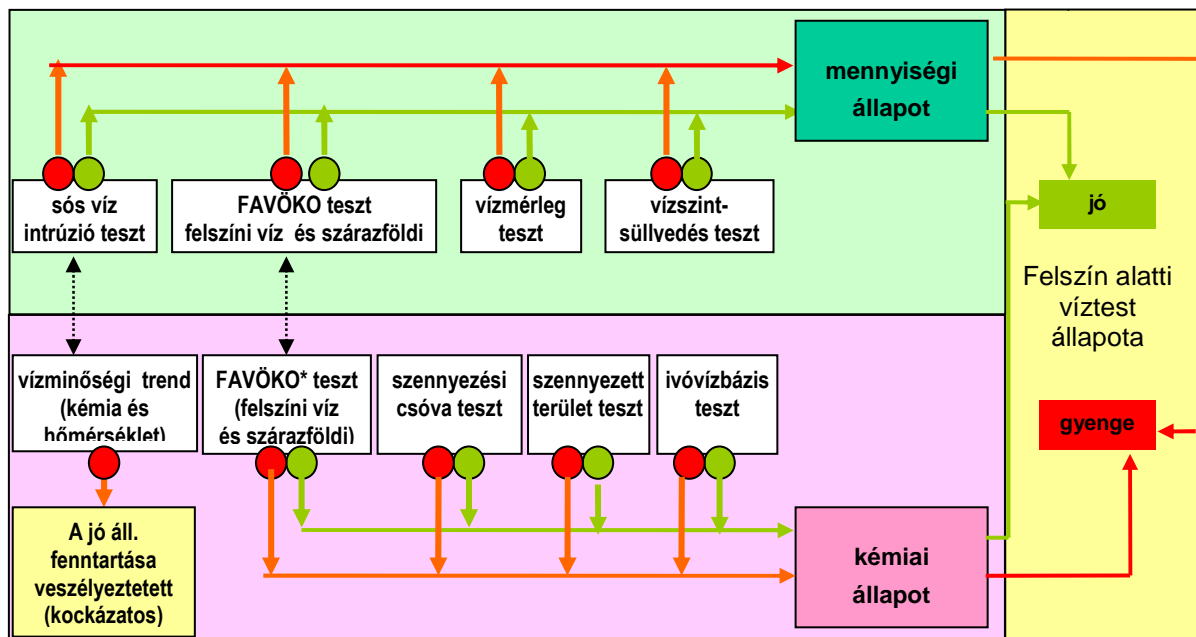 mennyiségi
állapot
sós víz
intrúzió teszt
FAVÖKO teszt
felszíni víz és szárazföldi
vízmérleg
teszt
vízszint-
süllyedés teszt
jó
Felszín alatti
víztest
állapota
vízminőségi trend
(kémia és
hőmérséklet)
FAVÖKO* teszt
(felszíni víz
és szárazföldi)
szennyezési
csóva teszt
szennyezett
terület teszt
ivóvízbázis
teszt
gyenge
A jó áll.
fenntartása
veszélyeztetett
(kockázatos)
kémiai
állapot